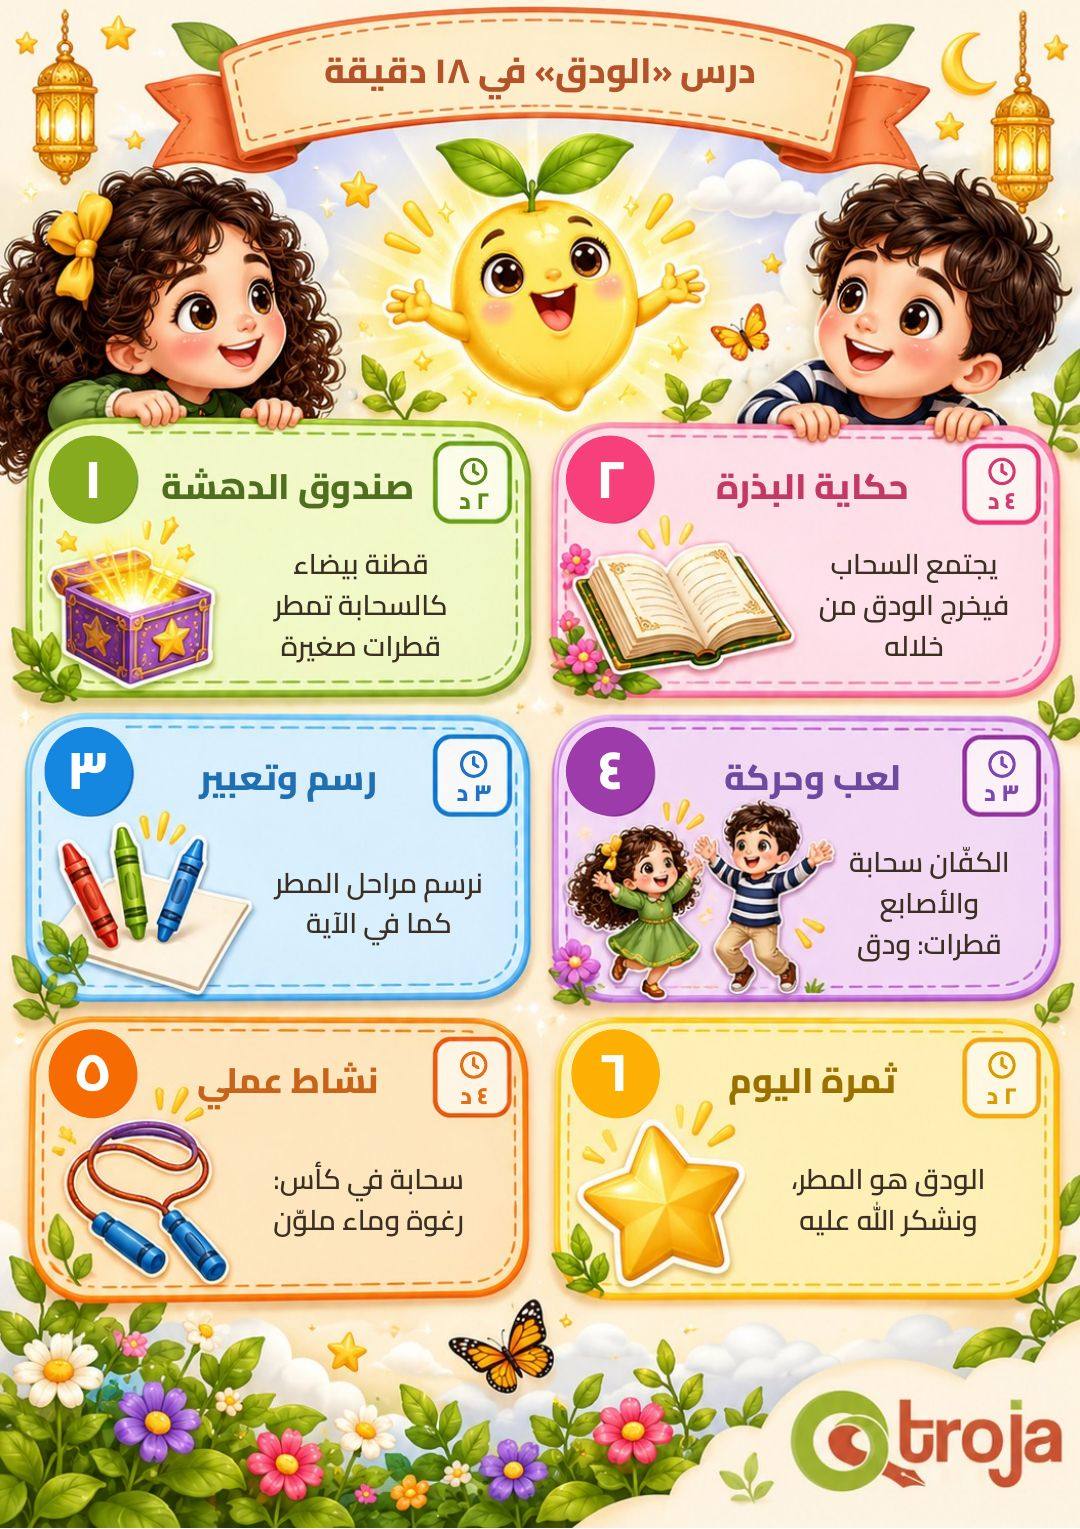 درس «الودق» في ١٨ دقيقة
١
صندوق الدهشة
٢ د
قطنة بيضاء
كالسحابة تمطر
قطرات صغيرة
٢
حكاية البذرة
٤ د
يجتمع السحاب
فيخرج الودق من
خلاله
٣
رسم وتعبير
٣ د
نرسم مراحل المطر
كما في الآية
٤
لعب وحركة
٣ د
الكفّان سحابة
والأصابع
قطرات: ودق
٥
نشاط عملي
٤ د
سحابة في كأس:
رغوة وماء ملوّن
٦
ثمرة اليوم
٢ د
الودق هو المطر،
ونشكر الله عليه
troja